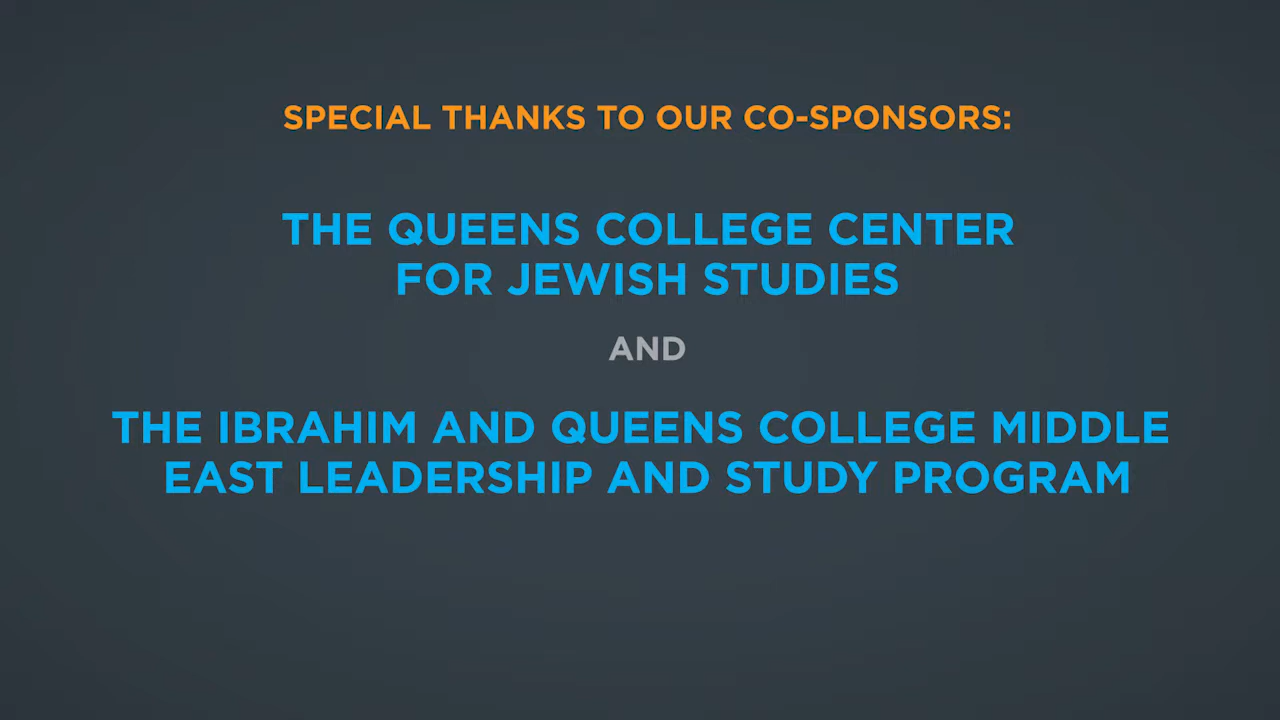 SPECIAL THANKS TO OUR CO-SPONSORS:
THE QUEENS COLLEGE CENTER
FOR JEWISH STUDIES
AND
THE IBRAHIM AND QUEENS COLLEGE MIDDLE
EAST LEADERSHIP AND STUDY PROGRAM